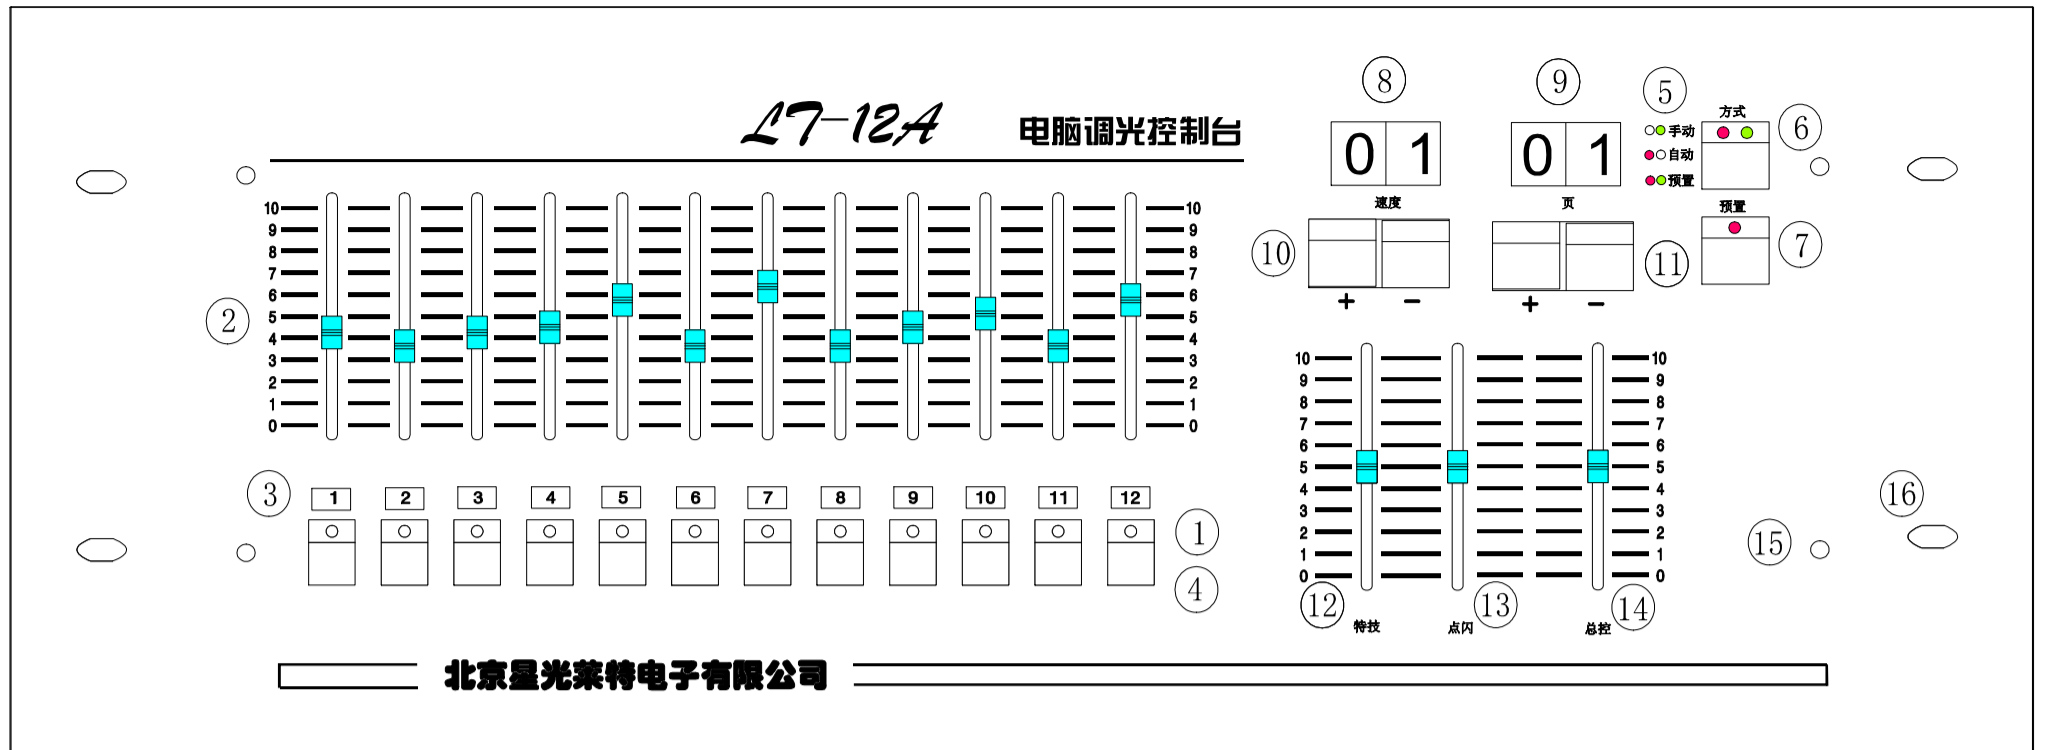 ⑧ ⑨ ⑤
LT-12A 电脑调光控制台
01 01
方式
⑥
手动
自动
预置
速度 页 预置
⑩ ⑪ ⑦
+ − + −
10 10
9 9
8 8
7 7
6 6
5 5
4 4
3 3
2 2
1 1
0 0
②
10 10
9 9
8 8
7 7
6 6
5 5
4 4
3 3
2 2
1 1
0 0
③ 1 2 3 4 5 6 7 8 9 10 11 12
①
④
⑯
⑮
⑫ ⑬ ⑭
特技 点闪 总控
北京星光莱特电子有限公司